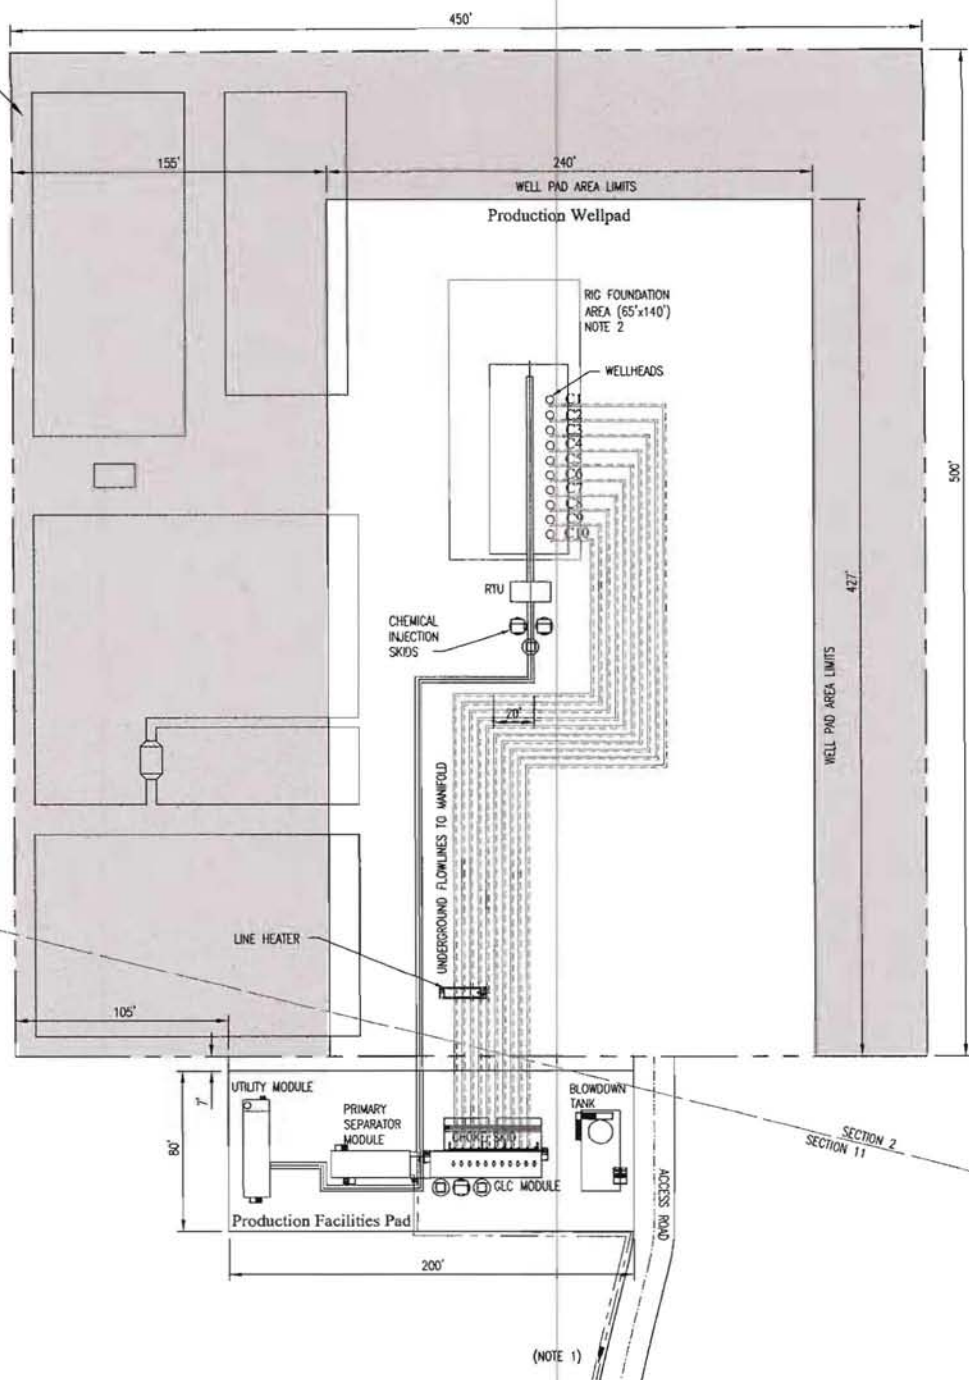 450'
155'
240'
WELL PAD AREA LIMITS
Production Wellpad
RIG FOUNDATION
AREA (65'x140')
NOTE 2
WELLHEADS
500'
427'
C10
RTU
CHEMICAL
INJECTION
SKIDS
20'
WELL PAD AREA LIMITS
UNDERGROUND FLOWLINES TO MANIFOLD
LINE HEATER
105'
7'
80'
UTILITY MODULE
PRIMARY
SEPARATOR
MODULE
BLOWDOWN
TANK
CHOKE SKID
GLC MODULE
SECTION 2
SECTION 11
ACCESS ROAD
Production Facilities Pad
200'
(NOTE 1)